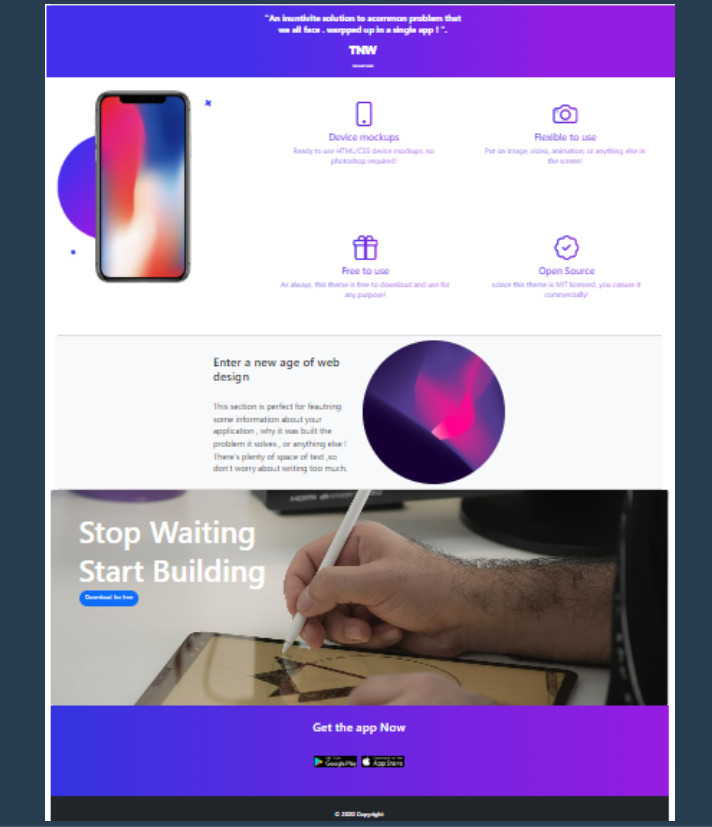 "An inuntivite solution to acommon problem that
we all face . warpped up in a single app ! ".
TNW
Device mockups
Ready to use HTML/CSS device mockups, no
photoshop required!
Flexible to use
Put an image, video, animation, or anything else in
the screen!
Free to use
As always, this theme is free to download and use for
any purpose!
Open Source
since this theme is MIT licensed, you canuse it
commercially!
Enter a new age of web
design
This section is perfect for feautring
some information about your
application , why it was built the
problem it solves , or anything else !
There's plenty of space of text ,so
don't worry about writing too much.
HDMI
Stop Waiting
Start Building
Download for free
Get the app Now
Google Play
App Store
© 2020 Copyright